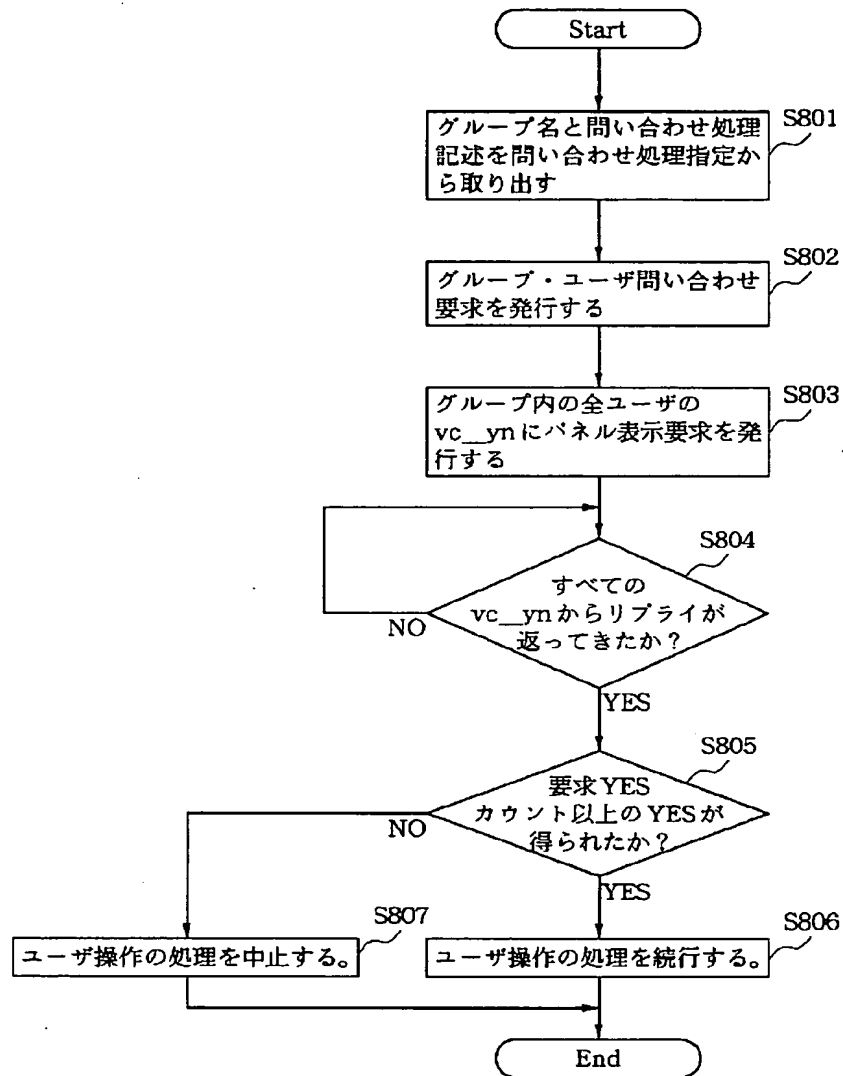 Start
S801
グループ名と問い合わせ処理
記述を問い合わせ処理指定か
ら取り出す
S802
グループ・ユーザ問い合わせ
要求を発行する
S803
グループ内の全ユーザの
vc__ynにパネル表示要求を発
行する
S804
すべての
vc__ynからリプライが
返ってきたか？
NO
YES
S805
要求YES
カウント以上のYESが
得られたか？
NO
YES
S807
ユーザ操作の処理を中止する。
S806
ユーザ操作の処理を続行する。
End